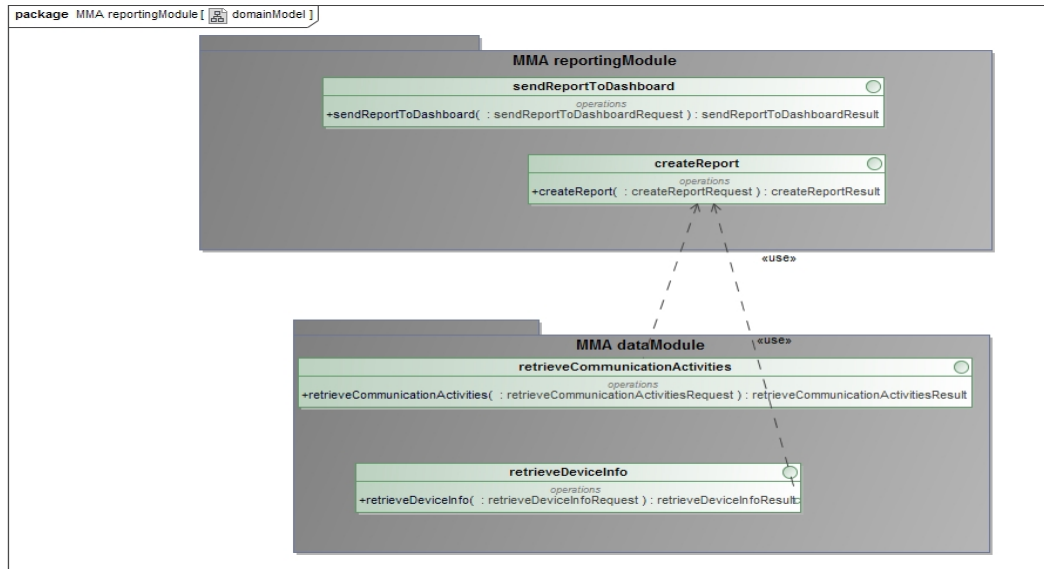 package MMA reportingModule [ domainModel ]
MMA reportingModule
sendReportToDashboard
operations
+sendReportToDashboard( : sendReportToDashboardRequest ) : sendReportToDashboardResult
createReport
operations
+createReport( : createReportRequest ) : createReportResult
«use»
MMA dataModule
«use»
retrieveCommunicationActivities
operations
+retrieveCommunicationActivities( : retrieveCommunicationActivitiesRequest ) : retrieveCommunicationActivitiesResult
retrieveDeviceInfo
operations
+retrieveDeviceInfo( : retrieveDeviceInfoRequest ) : retrieveDeviceInfoResult